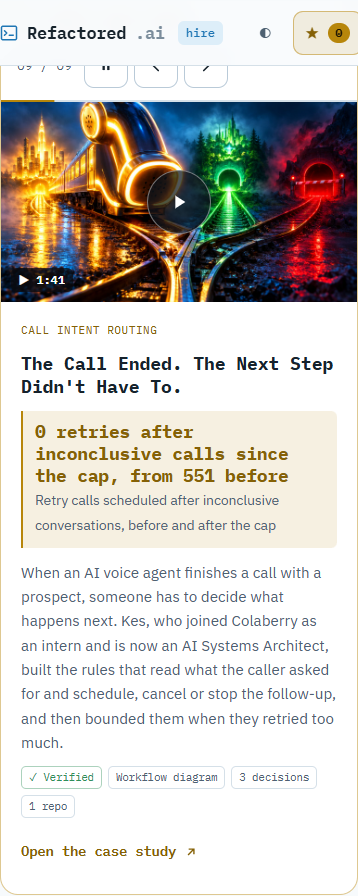 Refactored .ai hire ★ 0
09 / 09
▶ 1:41
CALL INTENT ROUTING
The Call Ended. The Next Step
Didn't Have To.
0 retries after
inconclusive calls since
the cap, from 551 before
Retry calls scheduled after inconclusive
conversations, before and after the cap
When an AI voice agent finishes a call with a
prospect, someone has to decide what
happens next. Kes, who joined Colaberry as
an intern and is now an AI Systems Architect,
built the rules that read what the caller asked
for and schedule, cancel or stop the follow-up,
and then bounded them when they retried too
much.
✓ Verified Workflow diagram 3 decisions
1 repo
Open the case study ↗